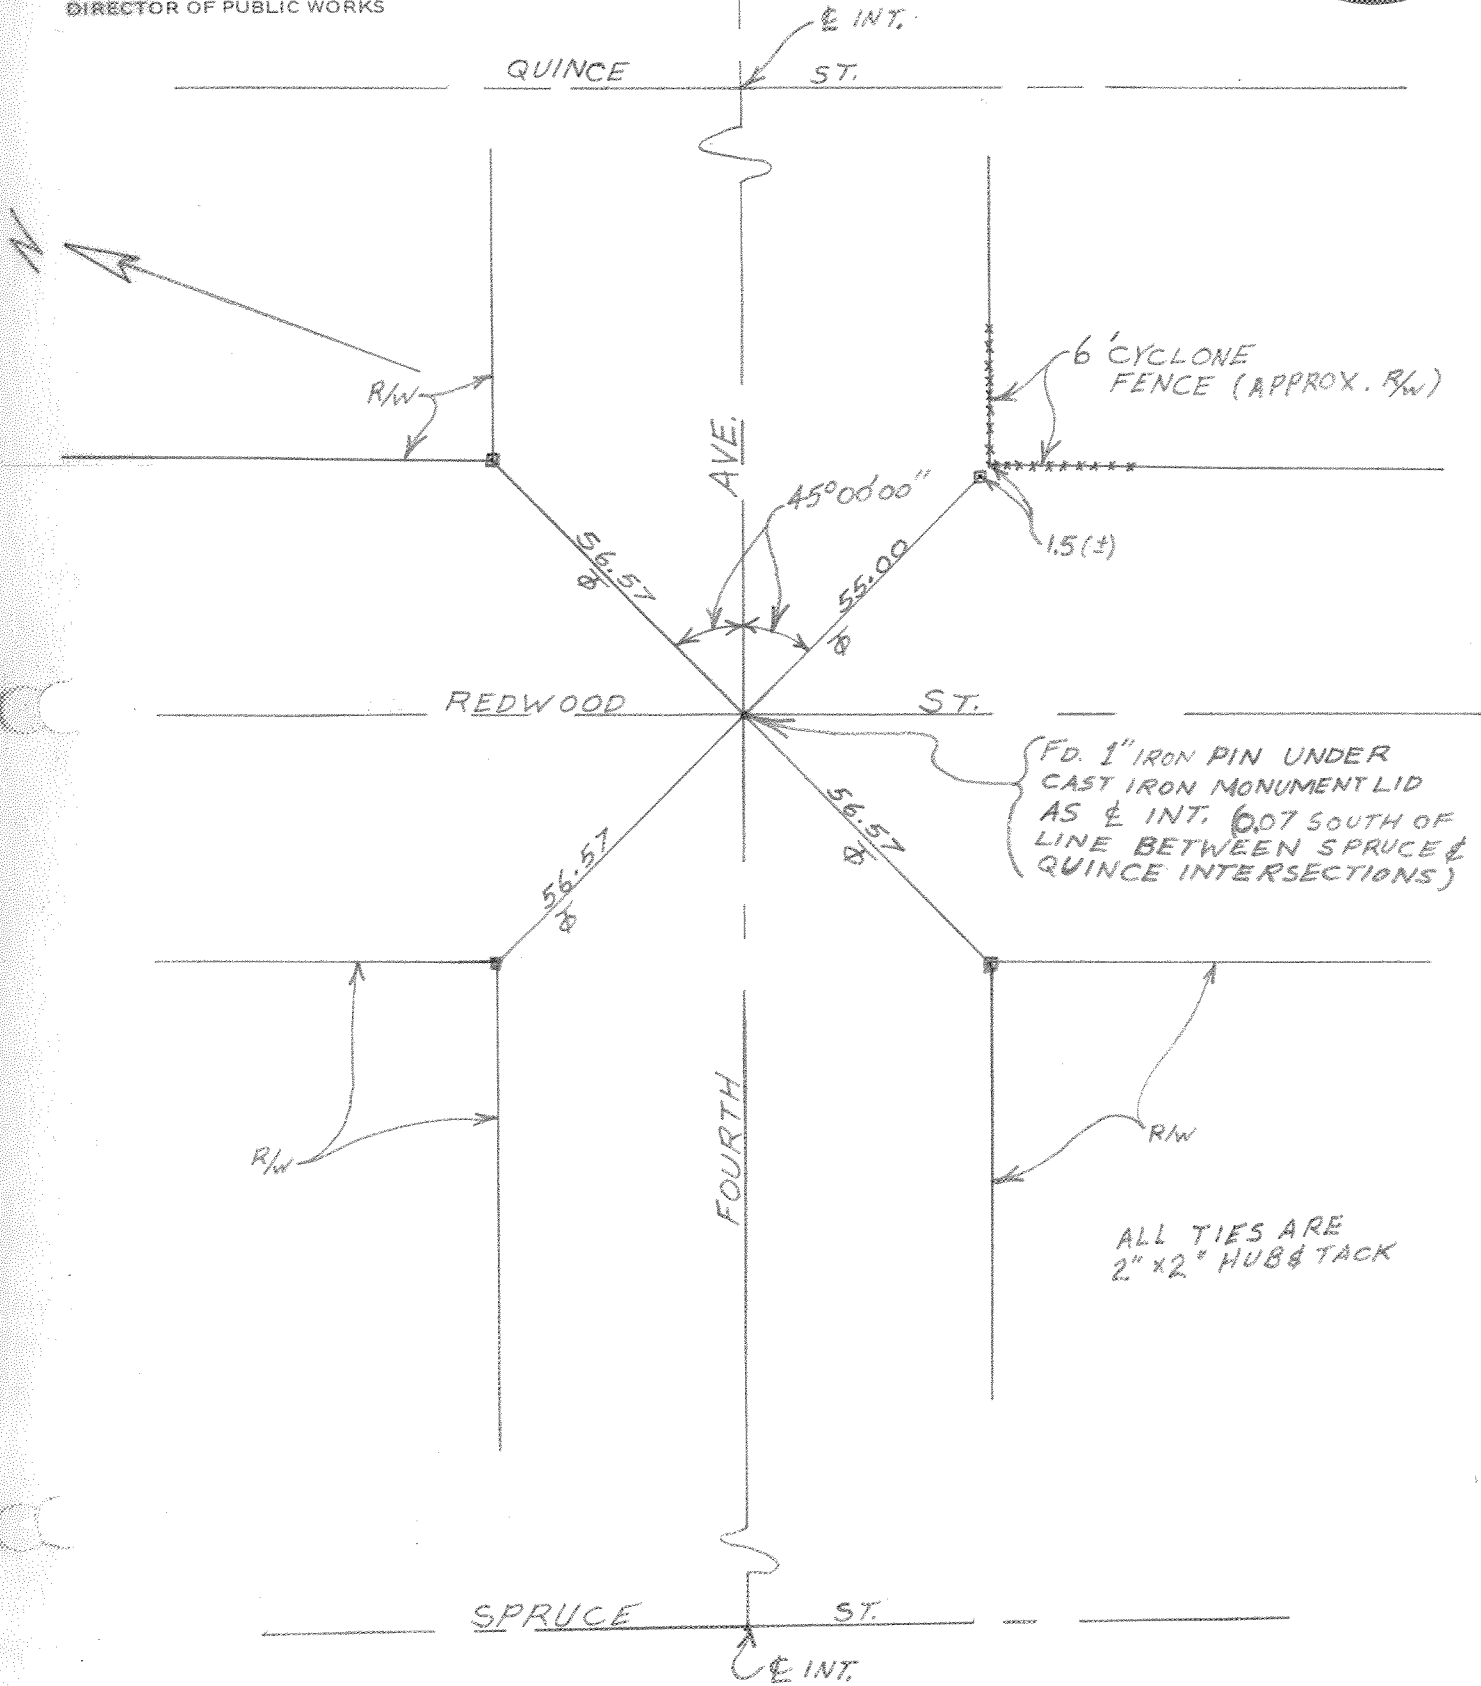 DIRECTOR OF PUBLIC WORKS
℄ INT.
QUINCE ST.
N
6' CYCLONE
FENCE (APPROX. R/W)
R/W
AVE.
45°00'00"
1.5(±)
56.57
55.00
REDWOOD ST.
FD. 1" IRON PIN UNDER
CAST IRON MONUMENT LID
AS ℄ INT. (0.07 SOUTH OF
LINE BETWEEN SPRUCE &
QUINCE INTERSECTIONS)
56.57
56.57
FOURTH
R/W
R/W
ALL TIES ARE
2" x 2" HUB & TACK
SPRUCE ST.
℄ INT.